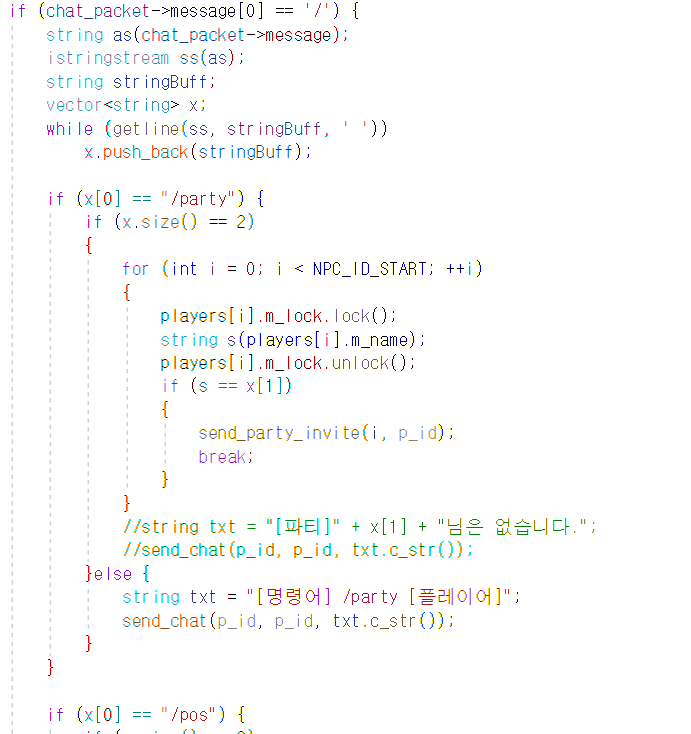 if (chat_packet->message[0] == '/') {
string as(chat_packet->message);
istringstream ss(as);
string stringBuff;
vector<string> x;
while (getline(ss, stringBuff, ' '))
x.push_back(stringBuff);
if (x[0] == "/party") {
if (x.size() == 2)
{
for (int i = 0; i < NPC_ID_START; ++i)
{
players[i].m_lock.lock();
string s(players[i].m_name);
players[i].m_lock.unlock();
if (s == x[1])
{
send_party_invite(i, p_id);
break;
}
}
//string txt = "[파티]" + x[1] + "님은 없습니다.";
//send_chat(p_id, p_id, txt.c_str());
}else {
string txt = "[명령어] /party [플레이어]";
send_chat(p_id, p_id, txt.c_str());
}
}
if (x[0] == "/pos") {